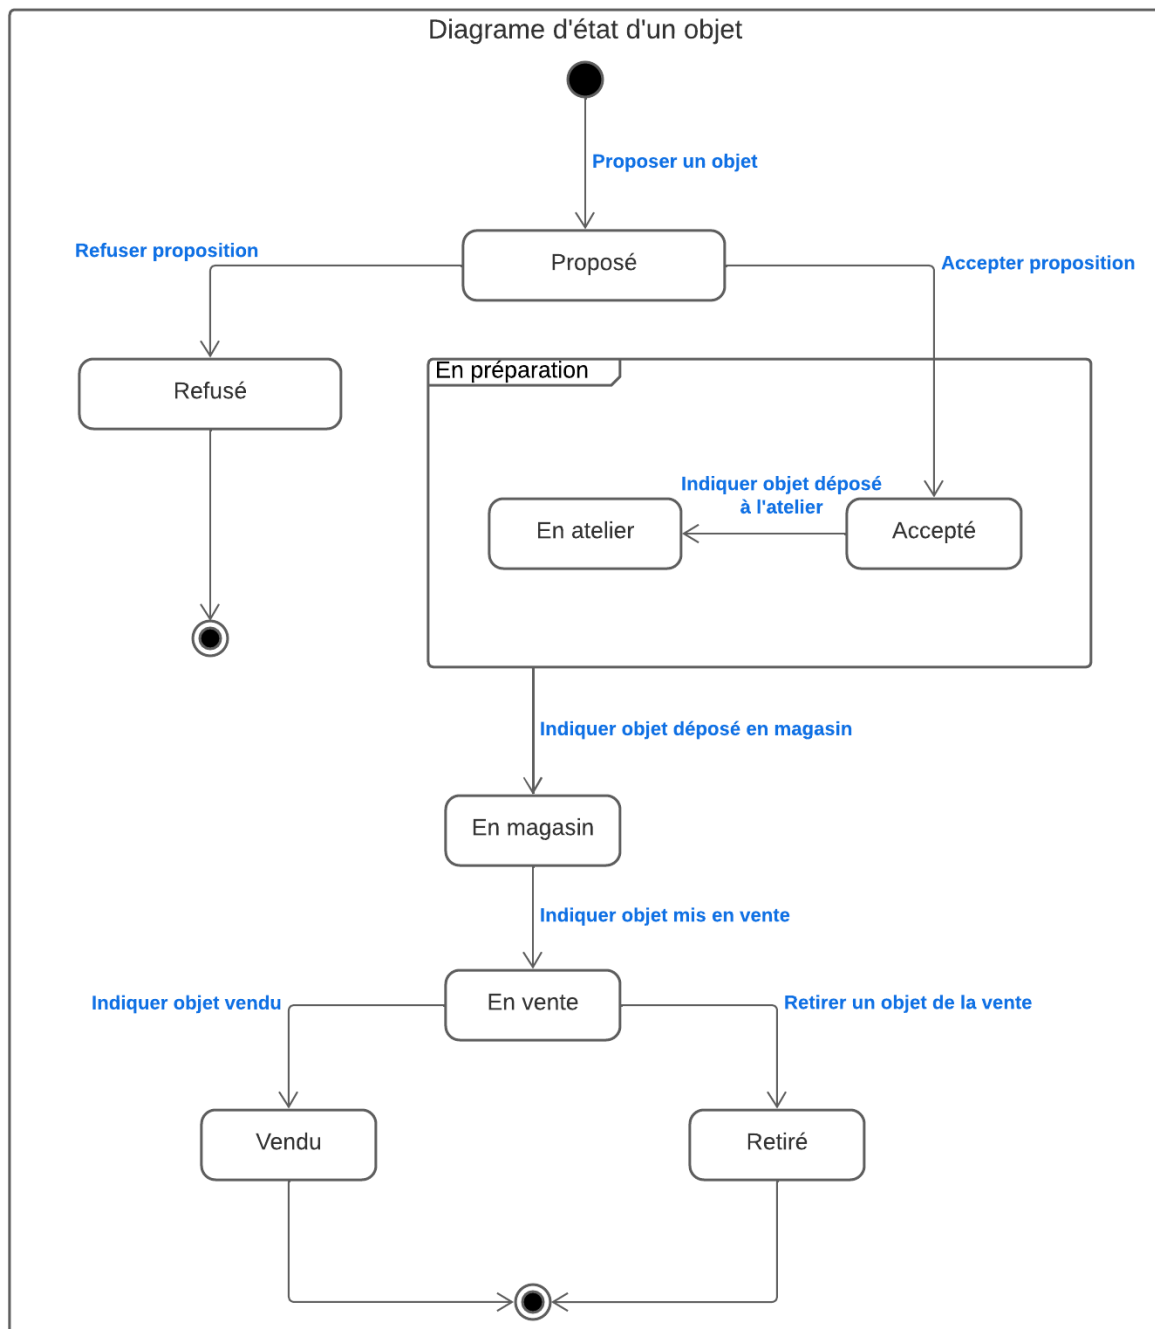 Diagrame d'état d'un objet
Proposer un objet
Refuser proposition
Proposé
Accepter proposition
Refusé
En préparation
Indiquer objet déposé
à l'atelier
En atelier
Accepté
Indiquer objet déposé en magasin
En magasin
Indiquer objet mis en vente
Indiquer objet vendu
En vente
Retirer un objet de la vente
Vendu
Retiré